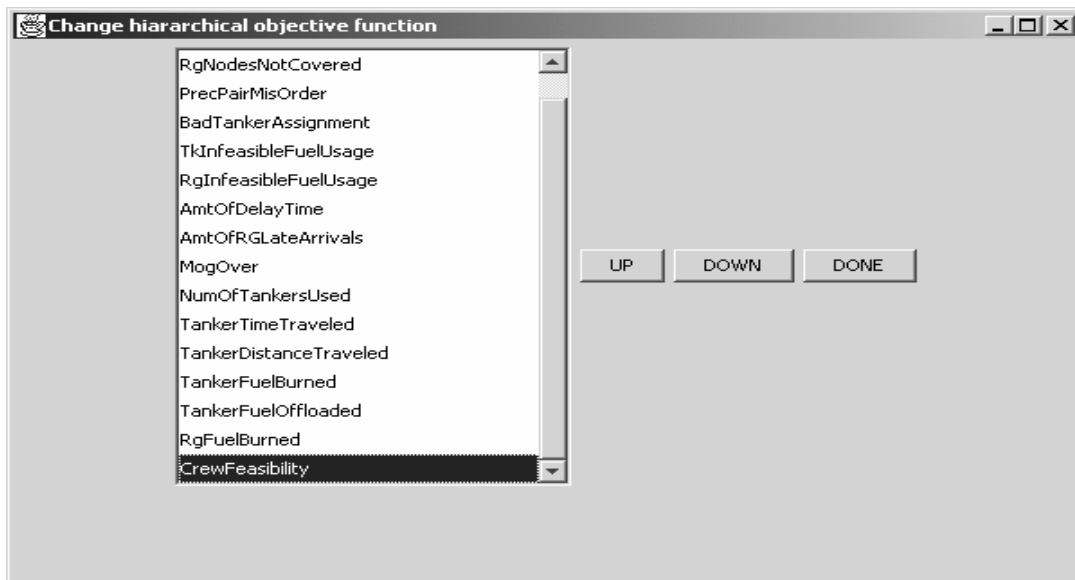 Change hiararchical objective function
RgNodesNotCovered
PrecPairMisOrder
BadTankerAssignment
TkInfeasibleFuelUsage
RgInfeasibleFuelUsage
AmtOfDelayTime
AmtOfRGLateArrivals
MogOver
NumOfTankersUsed
TankerTimeTraveled
TankerDistanceTraveled
TankerFuelBurned
TankerFuelOffloaded
RgFuelBurned
CrewFeasibility
UP DOWN DONE